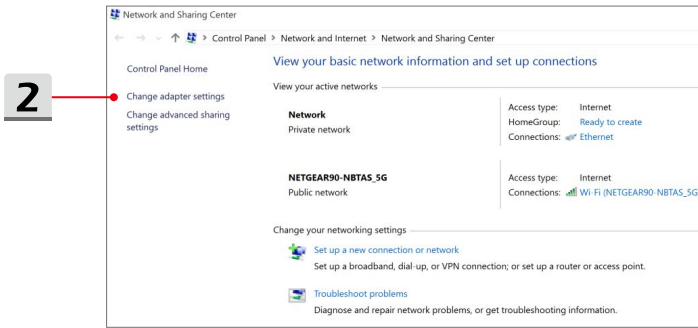 Network and Sharing Center
Control Panel > Network and Internet > Network and Sharing Center
Control Panel Home
View your basic network information and set up connections
2
View your active networks
Change adapter settings
Change advanced sharing
settings
Network
Private network
Access type: Internet
HomeGroup: Ready to create
Connections: Ethernet
NETGEAR90-NBTAS_5G
Public network
Access type: Internet
Connections: Wi-Fi (NETGEAR90-NBTAS_5G
Change your networking settings
Set up a new connection or network
Set up a broadband, dial-up, or VPN connection; or set up a router or access point.
Troubleshoot problems
Diagnose and repair network problems, or get troubleshooting information.